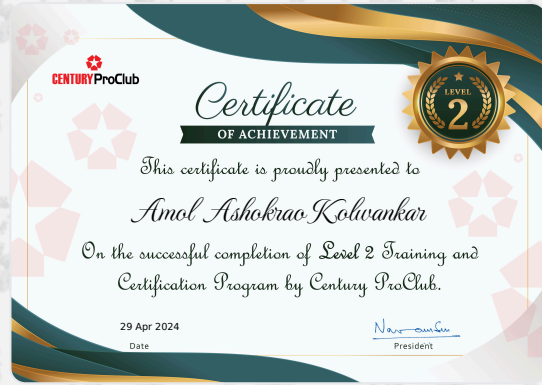 CENTURY ProClub
Certificate
OF ACHIEVEMENT
LEVEL
2
This certificate is proudly presented to
Amol Ashokrao Kolwankar
On the successful completion of Level 2 Training and
Certification Program by Century ProClub.
29 Apr 2024
Date
President